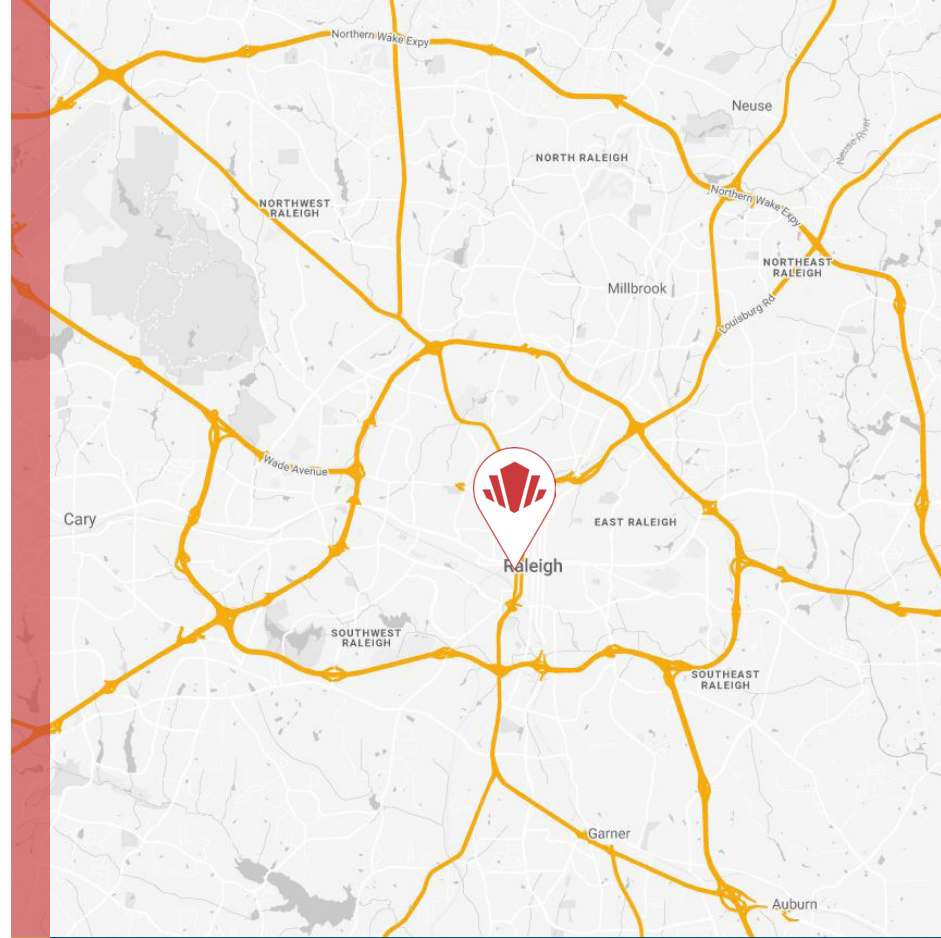 Northern Wake Expy
Neuse
Neuse River
NORTH RALEIGH
Northern Wake Expy
NORTHWEST
RALEIGH
NORTHEAST
RALEIGH
Millbrook
Louisburg Rd
Wade Avenue
Cary
EAST RALEIGH
Raleigh
SOUTHWEST
RALEIGH
SOUTHEAST
RALEIGH
Garner
Auburn